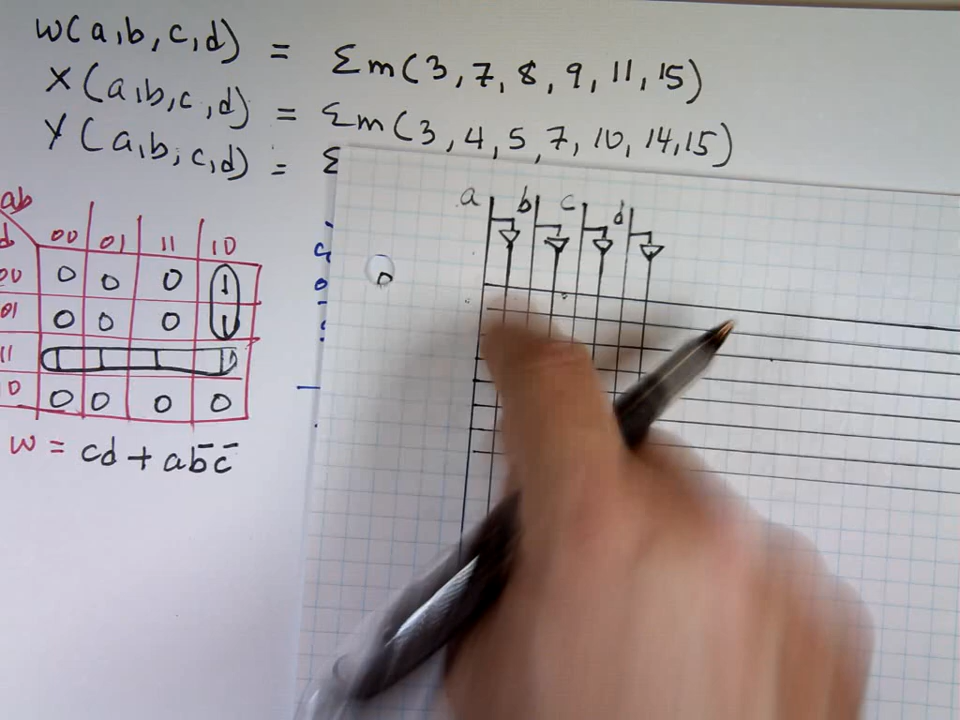 w(a,b,c,d) = Σm(3,7,8,9,11,15)
X(a,b,c,d) = Σm(3,4,5,7,10,14,15)
Y(a,b,c,d) = Σ
ab
d 00 01 11 10
00 0 0 0 1
01 0 0 0 1
11 1 1 1 1
10 0 0 0 0
w = cd + ab̄c̄
a b c d